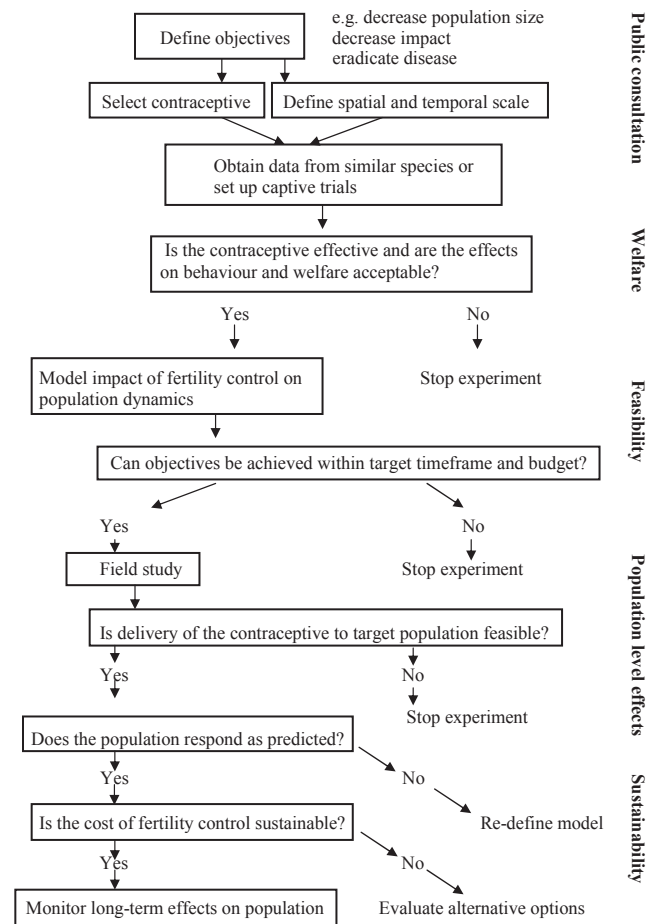 Define objectives
e.g. decrease population size
decrease impact
eradicate disease
Select contraceptive
Define spatial and temporal scale
Obtain data from similar species or
set up captive trials
Is the contraceptive effective and are the effects
on behaviour and welfare acceptable?
Yes
No
Model impact of fertility control on
population dynamics
Stop experiment
Can objectives be achieved within target timeframe and budget?
Yes
No
Field study
Stop experiment
Is delivery of the contraceptive to target population feasible?
Yes
No
Stop experiment
Does the population respond as predicted?
Yes
No
Re-define model
Is the cost of fertility control sustainable?
Yes
No
Monitor long-term effects on population
Evaluate alternative options
Public consultation
Welfare
Feasibility
Population level effects
Sustainability